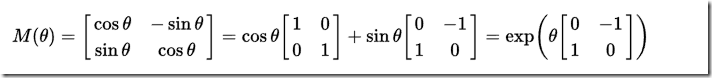 M(θ) = [cos θ −sin θ; sin θ cos θ] = cos θ [1 0; 0 1] + sin θ [0 −1; 1 0] = exp(θ [0 −1; 1 0])